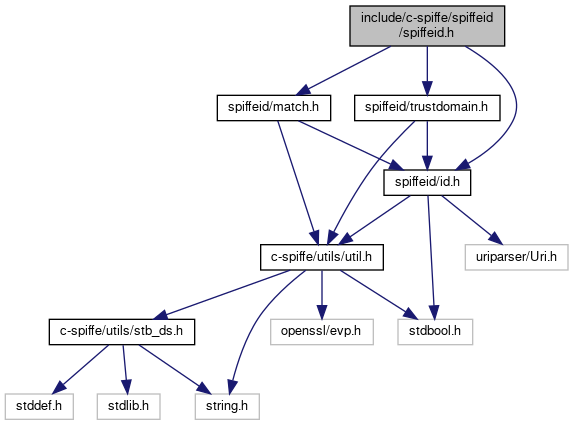 include/c-spiffe/spiffeid
/spiffeid.h
spiffeid/match.h
spiffeid/trustdomain.h
spiffeid/id.h
c-spiffe/utils/util.h
uriparser/Uri.h
c-spiffe/utils/stb_ds.h
openssl/evp.h
stdbool.h
stddef.h
stdlib.h
string.h